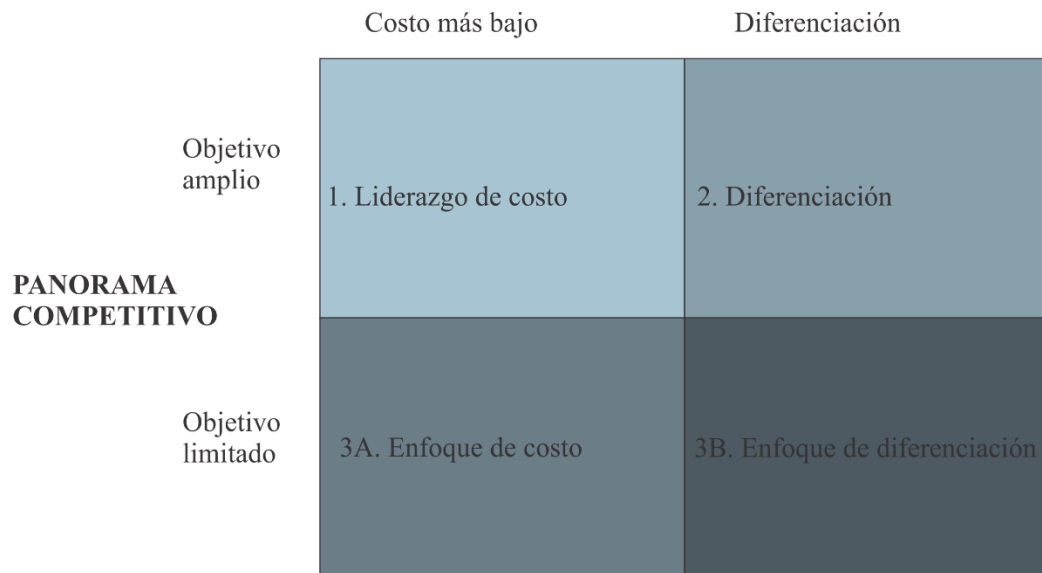 Costo más bajo
Diferenciación
Objetivo
amplio
1. Liderazgo de costo
2. Diferenciación
PANORAMA
COMPETITIVO
Objetivo
limitado
3A. Enfoque de costo
3B. Enfoque de diferenciación